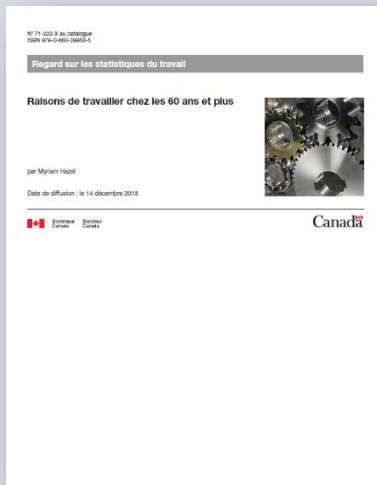 N° 71-222-X au catalogue
ISBN 978-0-660-28950-5
Regard sur les statistiques du travail
Raisons de travailler chez les 60 ans et plus
par Myriam Hazel
Date de diffusion : le 14 décembre 2018
Statistique Canada
Statistics Canada
Canada